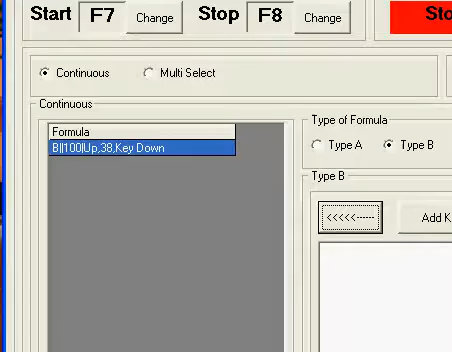 Start F7 Change Stop F8 Change Sto
Continuous Multi Select
Continuous
Type of Formula
Formula
B||100|Up,38,Key Down
Type A Type B
Type B
<<<<<------ Add K